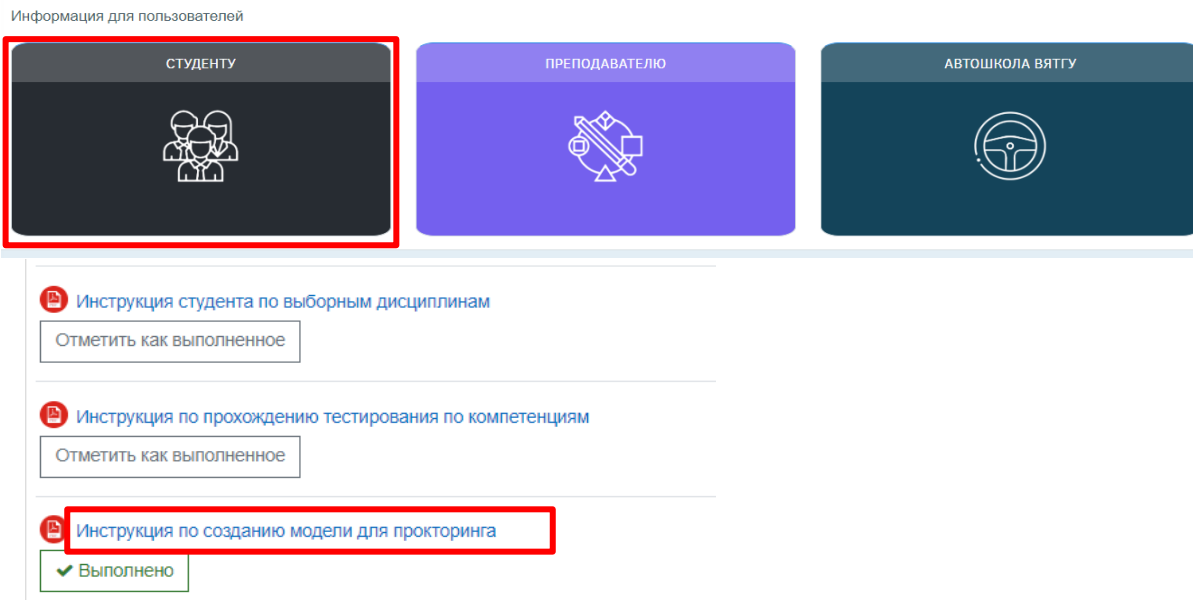 Информация для пользователей
СТУДЕНТУ
ПРЕПОДАВАТЕЛЮ
АВТОШКОЛА ВЯТГУ
Инструкция студента по выборным дисциплинам
Отметить как выполненное
Инструкция по прохождению тестирования по компетенциям
Отметить как выполненное
Инструкция по созданию модели для прокторинга
Выполнено